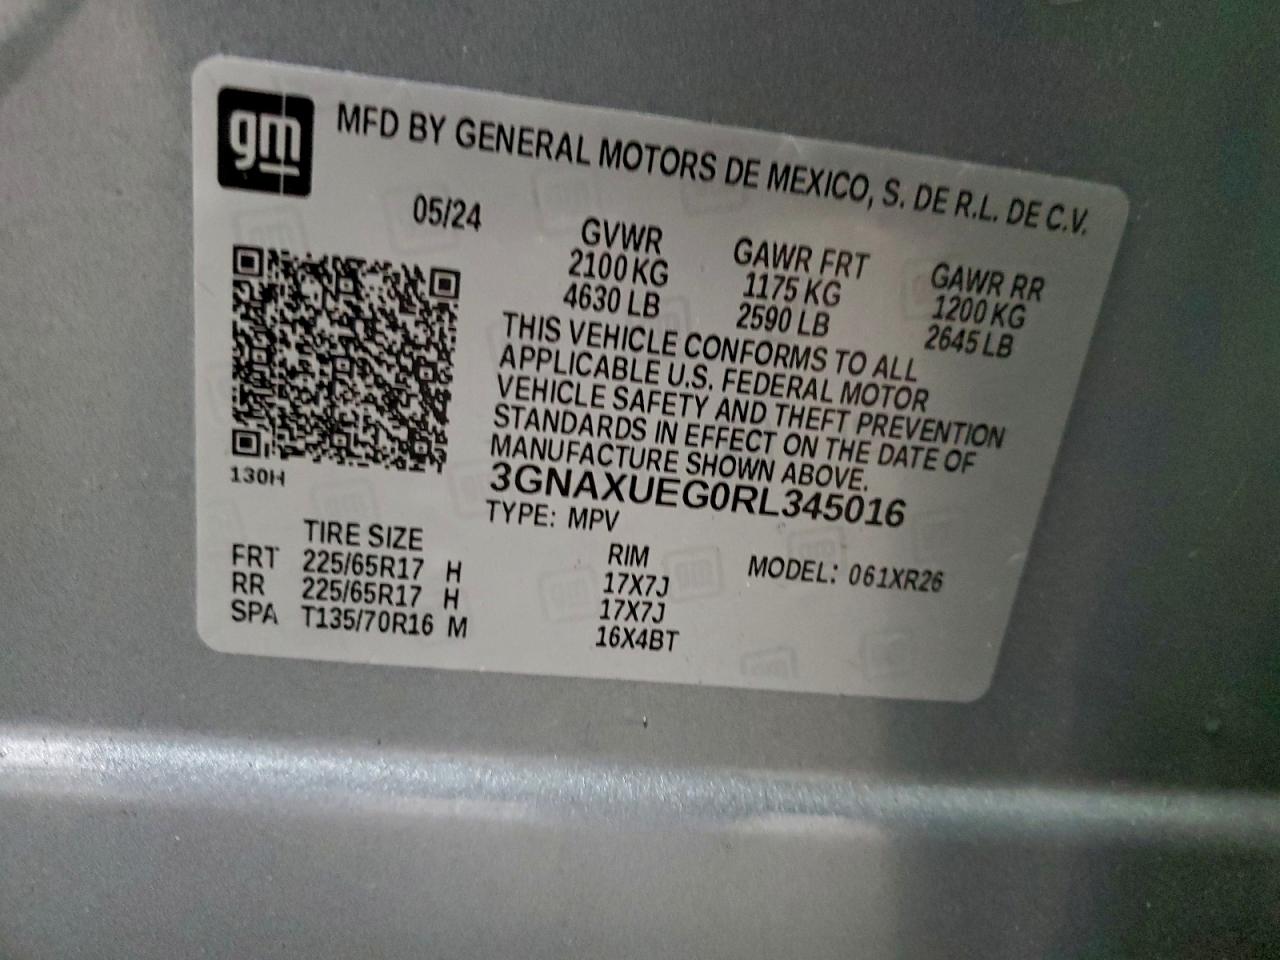 gm
MFD BY GENERAL MOTORS DE MEXICO, S. DE R.L. DE C.V.
05/24
GVWR GAWR FRT GAWR RR
2100 KG 1175 KG 1200 KG
4630 LB 2590 LB 2645 LB
THIS VEHICLE CONFORMS TO ALL
APPLICABLE U.S. FEDERAL MOTOR
VEHICLE SAFETY AND THEFT PREVENTION
STANDARDS IN EFFECT ON THE DATE OF
MANUFACTURE SHOWN ABOVE.
130H
3GNAXUEG0RL345016
TYPE: MPV
MODEL: 061XR26
TIRE SIZE RIM
FRT 225/65R17 H 17X7J
RR 225/65R17 H 17X7J
SPA T135/70R16 M 16X4BT